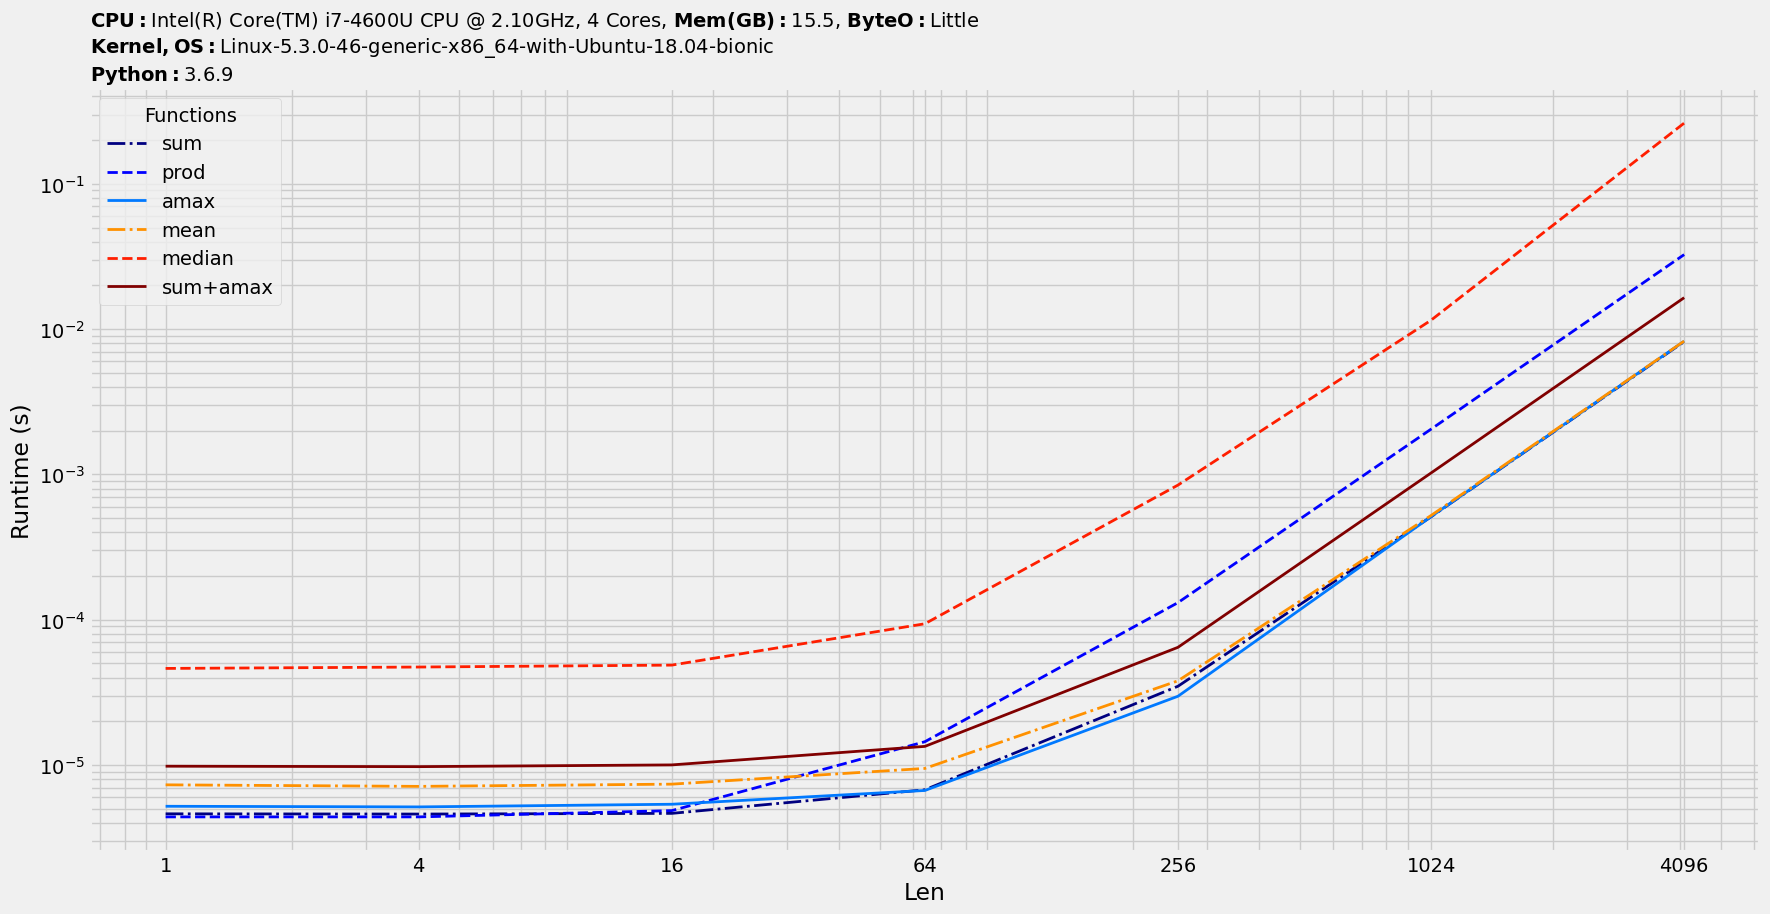 CPU: Intel(R) Core(TM) i7-4600U CPU @ 2.10GHz, 4 Cores, Mem(GB): 15.5, ByteO: Little
Kernel, OS: Linux-5.3.0-46-generic-x86_64-with-Ubuntu-18.04-bionic
Python: 3.6.9
Functions
sum
prod
amax
mean
median
sum+amax
10⁻¹
10⁻²
10⁻³
10⁻⁴
10⁻⁵
Runtime (s)
1 4 16 64 256 1024 4096
Len